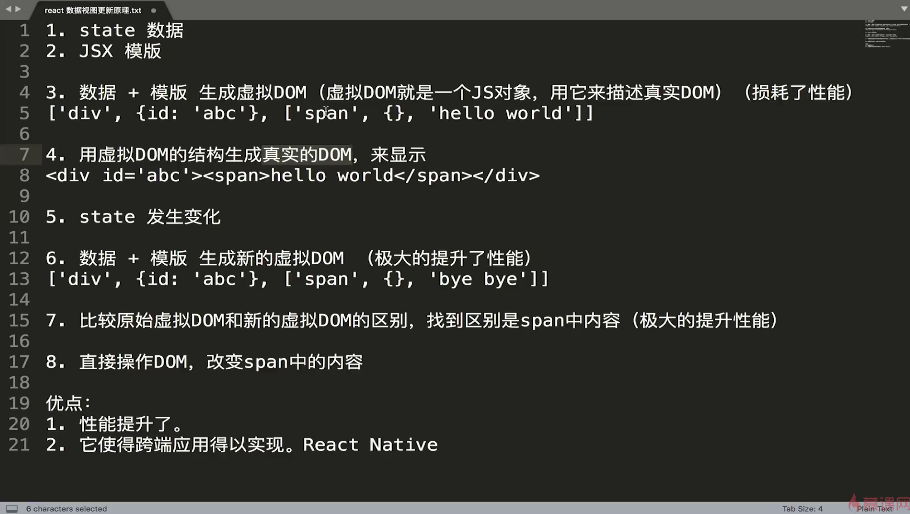 react 数据视图更新原理.txt
1 1. state 数据
2 2. JSX 模版
3
4 3. 数据 + 模版 生成虚拟DOM（虚拟DOM就是一个JS对象，用它来描述真实DOM）（损耗了性能）
5 ['div', {id: 'abc'}, ['span', {}, 'hello world']]
6
7 4. 用虚拟DOM的结构生成真实的DOM，来显示
8 <div id='abc'><span>hello world</span></div>
9
10 5. state 发生变化
11
12 6. 数据 + 模版 生成新的虚拟DOM （极大的提升了性能）
13 ['div', {id: 'abc'}, ['span', {}, 'bye bye']]
14
15 7. 比较原始虚拟DOM和新的虚拟DOM的区别，找到区别是span中内容（极大的提升性能）
16
17 8. 直接操作DOM，改变span中的内容
18
19 优点：
20 1. 性能提升了。
21 2. 它使得跨端应用得以实现。React Native
6 characters selected
Tab Size: 4
Plain Text
慕课网